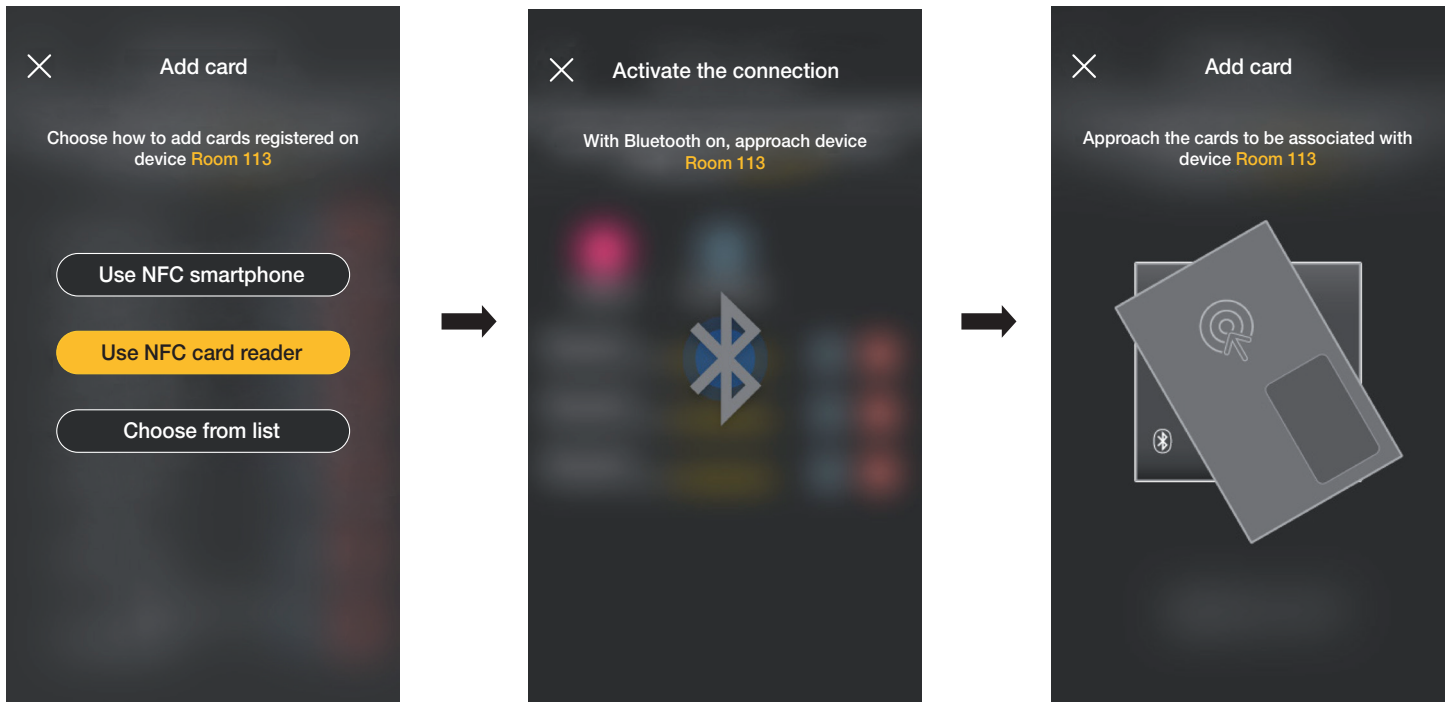 Add card
Choose how to add cards registered on
device Room 113
Use NFC smartphone
Use NFC card reader
Choose from list
Activate the connection
With Bluetooth on, approach device
Room 113
Add card
Approach the cards to be associated with
device Room 113